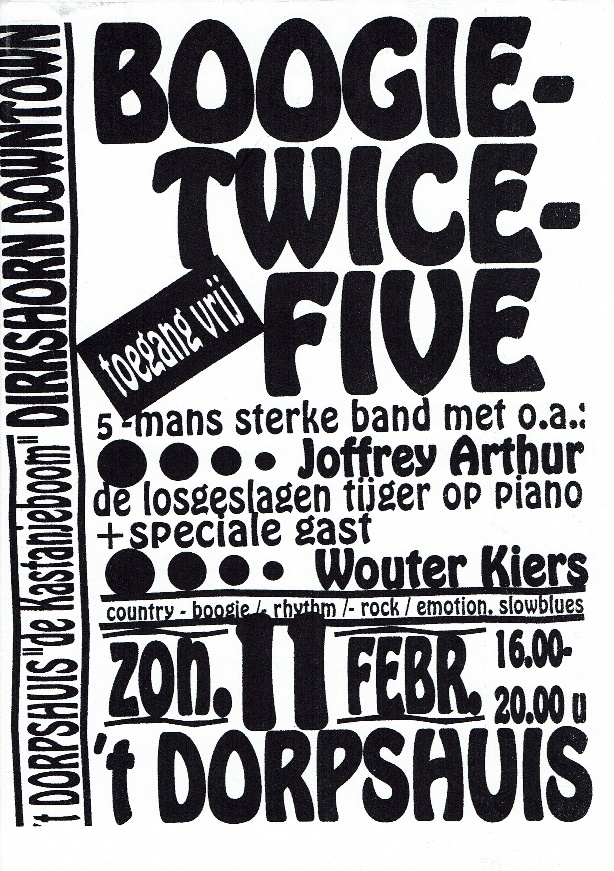 BOOGIE-
TWICE-
FIVE
toegang vrij
5-mans sterke band met o.a.:
Joffrey Arthur
de losgeslagen tijger op piano
+speciale gast
Wouter Kiers
country - boogie /- rhythm /- rock / emotion, slowblues
zon. 11 FEBR. 16.00-
20.00 u
't DORPSHUIS
't DORPSHUIS "de Kastanjeboom" DIRKSHORN DOWNTOWN